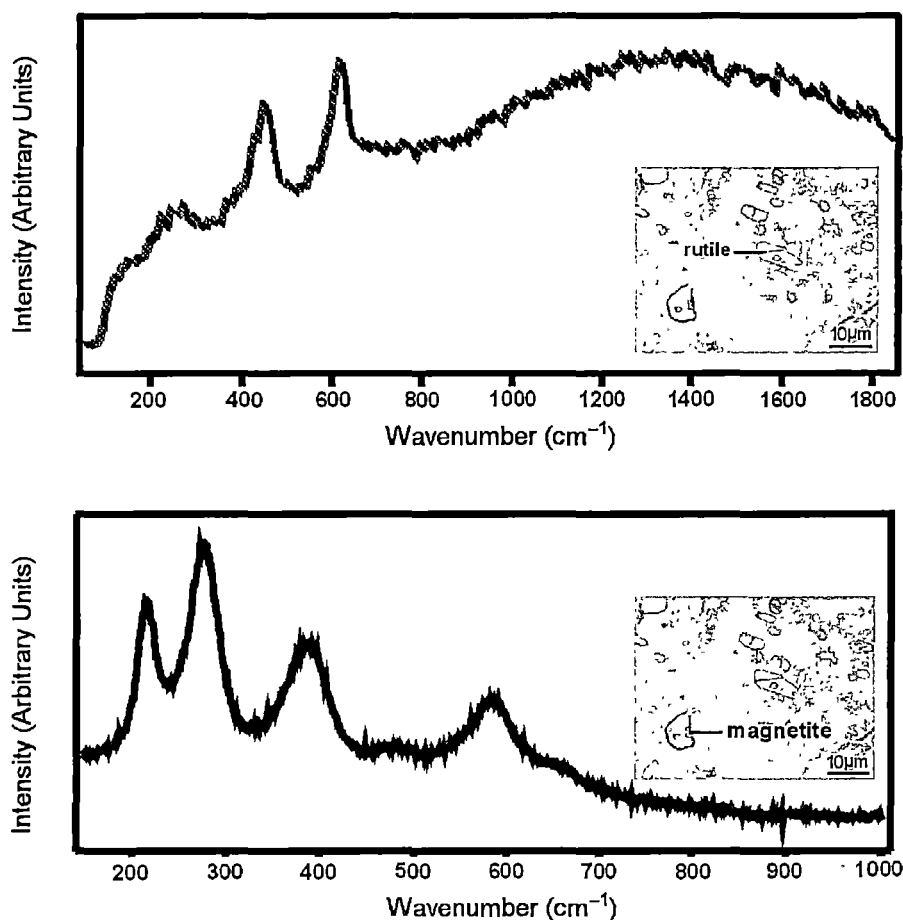 Intensity (Arbitrary Units)
rutile
10µm
200 400 600 800 1000 1200 1400 1600 1800
Wavenumber (cm⁻¹)
Intensity (Arbitrary Units)
magnetite
10µm
200 300 400 500 600 700 800 900 1000
Wavenumber (cm⁻¹)